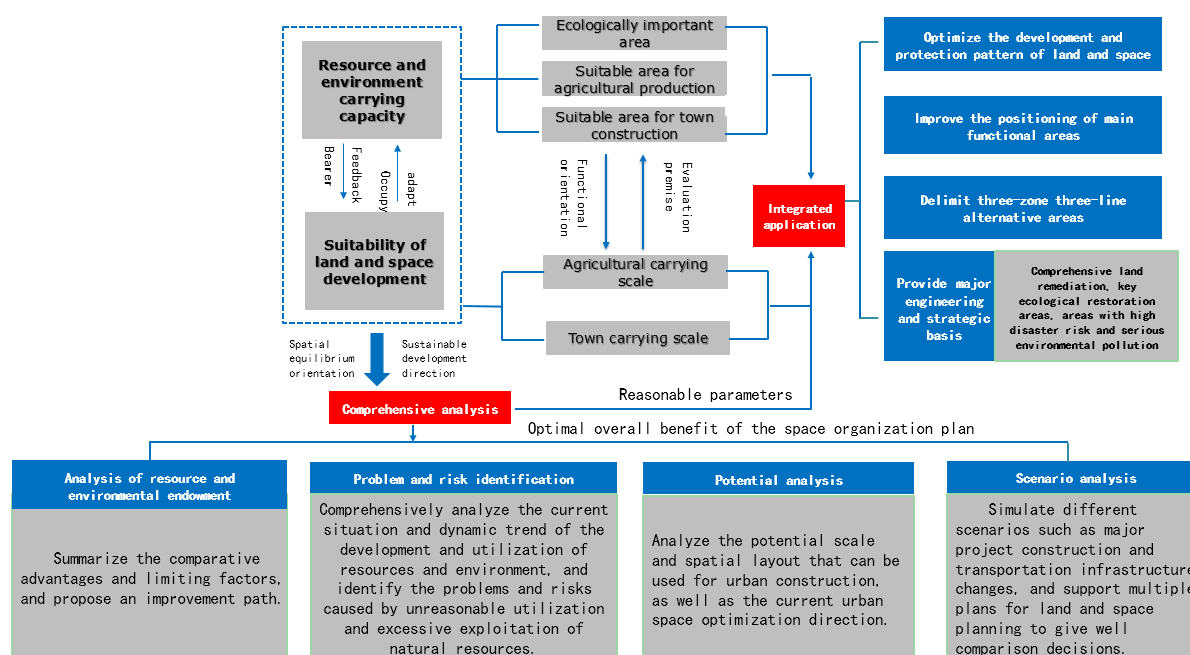 Resource and
environment
carrying
capacity
Bearer
Feedback
Occupy
adapt
Suitability of
land and space
development
Ecologically important
area
Suitable area for
agricultural production
Suitable area for town
construction
Functional
orientation
Evaluation
premise
Agricultural carrying
scale
Town carrying scale
Integrated
application
Optimize the development and
protection pattern of land and space
Improve the positioning of main
functional areas
Delimit three-zone three-line
alternative areas
Provide major
engineering
and strategic
basis
Comprehensive land
remediation, key
ecological restoration
areas, areas with high
disaster risk and serious
environmental pollution
Spatial
equilibrium
orientation
Sustainable
development
direction
Comprehensive analysis
Reasonable parameters
Optimal overall benefit of the space organization plan
Analysis of resource and
environmental endowment
Summarize the comparative
advantages and limiting factors,
and propose an improvement path.
Problem and risk identification
Comprehensively analyze the current
situation and dynamic trend of the
development and utilization of
resources and environment, and
identify the problems and risks
caused by unreasonable utilization
and excessive exploitation of
natural resources.
Potential analysis
Analyze the potential scale
and spatial layout that can be
used for urban construction,
as well as the current urban
space optimization direction.
Scenario analysis
Simulate different
scenarios such as major
project construction and
transportation infrastructure
changes, and support multiple
plans for land and space
planning to give well
comparison decisions.